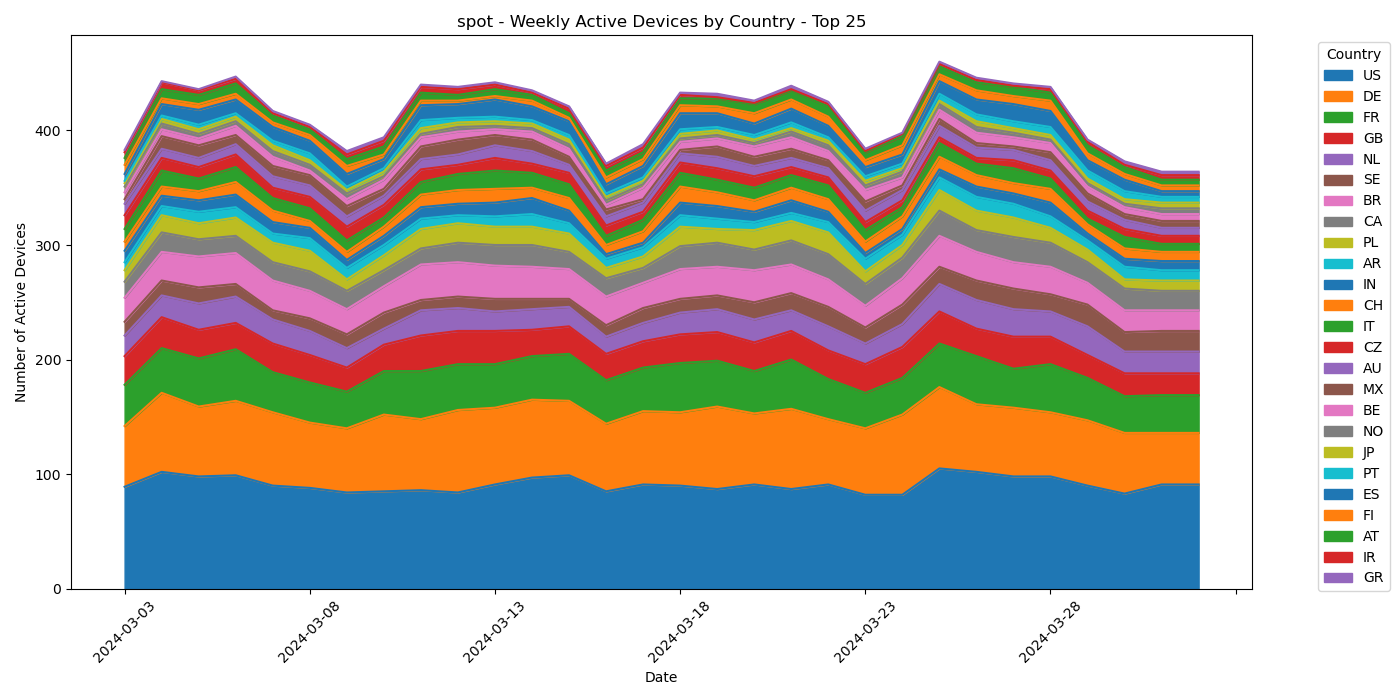 spot - Weekly Active Devices by Country - Top 25
Number of Active Devices
400
300
200
100
0
2024-03-03
2024-03-08
2024-03-13
2024-03-18
2024-03-23
2024-03-28
Date
Country
US
DE
FR
GB
NL
SE
BR
CA
PL
AR
IN
CH
IT
CZ
AU
MX
BE
NO
JP
PT
ES
FI
AT
IR
GR